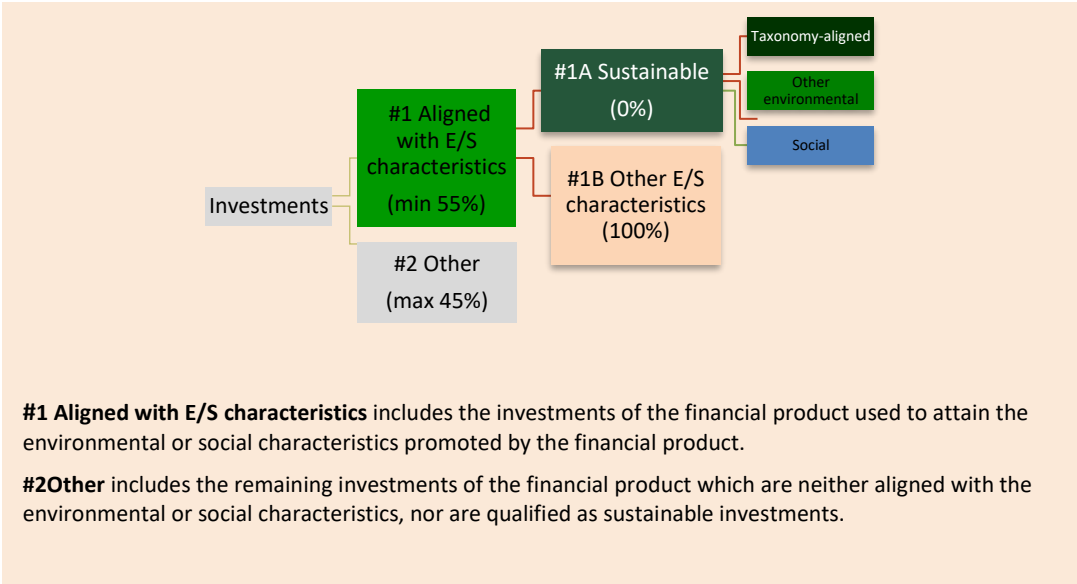 Taxonomy-aligned
#1A Sustainable
(0%)
Other
environmental
#1 Aligned
with E/S
characteristics
(min 55%)
Social
#1B Other E/S
characteristics
(100%)
Investments
#2 Other
(max 45%)
#1 Aligned with E/S characteristics includes the investments of the financial product used to attain the
environmental or social characteristics promoted by the financial product.
#2Other includes the remaining investments of the financial product which are neither aligned with the
environmental or social characteristics, nor are qualified as sustainable investments.